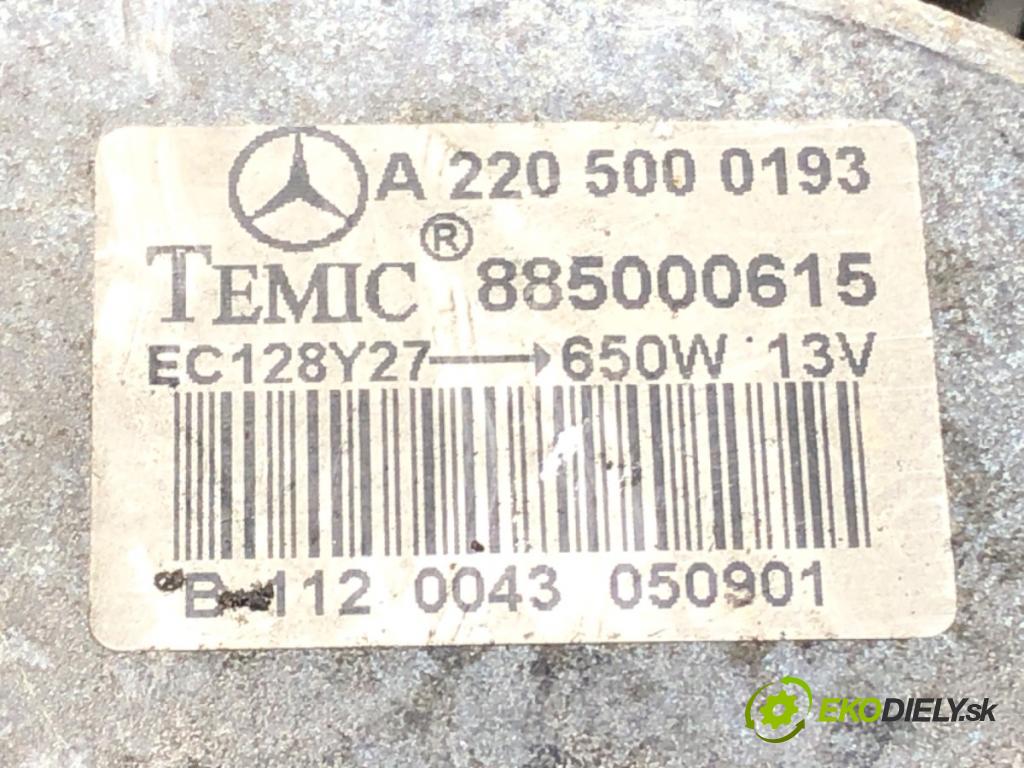 A 220 500 0193
TEMIC ® 885000615
EC128Y27 → 650W 13V
B 112 0043 050901
EKODIELY.sk